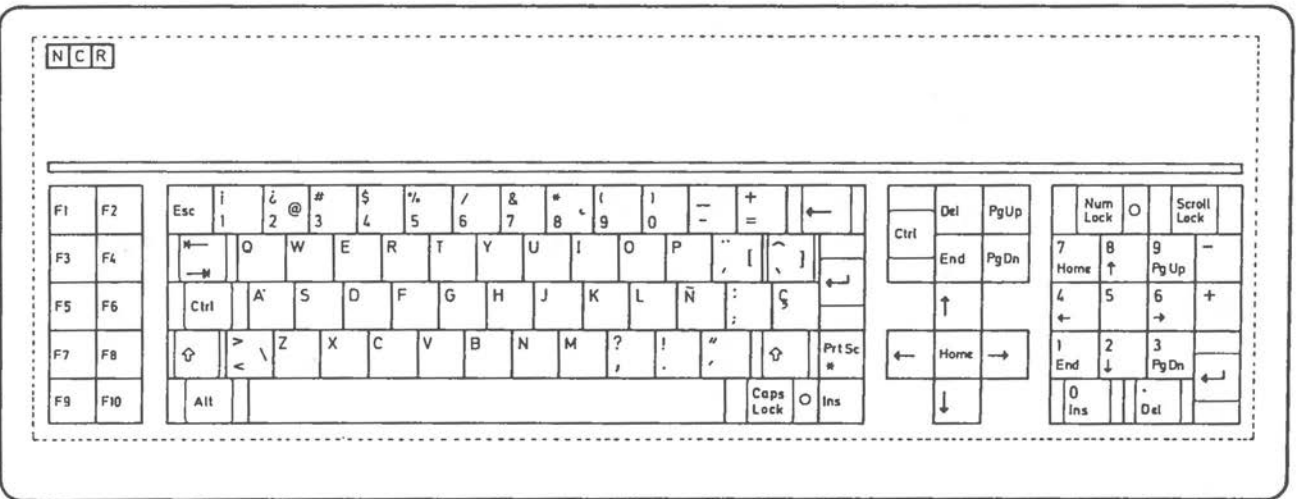 NCR
F1 F2 Esc ¡ 1 ¿ 2 @ # 3 $ 4 % 5 / 6 & 7 * 8 ( 9 ) 0 — - + = ← Ctrl Del PgUp Num Lock Scroll Lock
F3 F4 Q W E R T Y U I O P ¨ ´ [ ^ ` ] ↵ End PgDn 7 Home 8 ↑ 9 PgUp −
F5 F6 Ctrl A S D F G H J K L Ñ : ; Ç ↑ 4 ← 5 6 → +
F7 F8 ⇧ > < \ Z X C V B N M ? , ! . " ' ⇧ PrtSc * ← Home → 1 End 2 ↓ 3 PgDn ↵
F9 F10 Alt Caps Lock Ins ↓ 0 Ins . Del